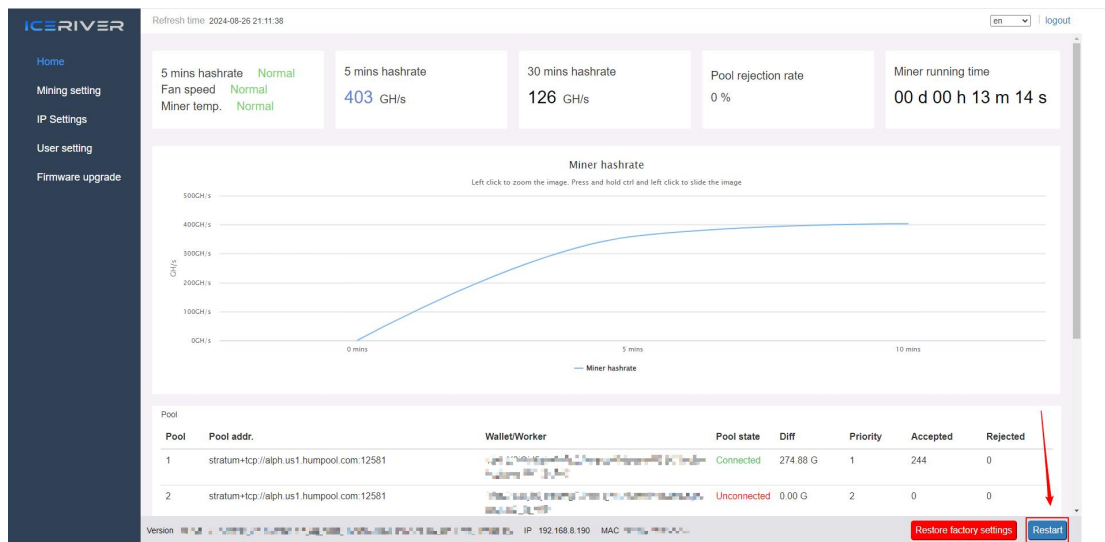 ICERIVER
Refresh time 2024-08-26 21:11:38
en
logout
Home
Mining setting
IP Settings
User setting
Firmware upgrade
5 mins hashrate Normal
Fan speed Normal
Miner temp. Normal
5 mins hashrate
403 GH/s
30 mins hashrate
126 GH/s
Pool rejection rate
0 %
Miner running time
00 d 00 h 13 m 14 s
Miner hashrate
Left click to zoom the image. Press and hold ctrl and left click to slide the image
500GH/s
400GH/s
300GH/s
200GH/s
100GH/s
0GH/s
GH/s
0 mins
5 mins
10 mins
Miner hashrate
Pool
Pool Pool addr. Wallet/Worker Pool state Diff Priority Accepted Rejected
1 stratum+tcp://alph.us1.humpool.com:12581 Connected 274.88 G 1 244 0
2 stratum+tcp://alph.us1.humpool.com:12581 Unconnected 0.00 G 2 0 0
Version IP 192.168.8.190 MAC
Restore factory settings
Restart